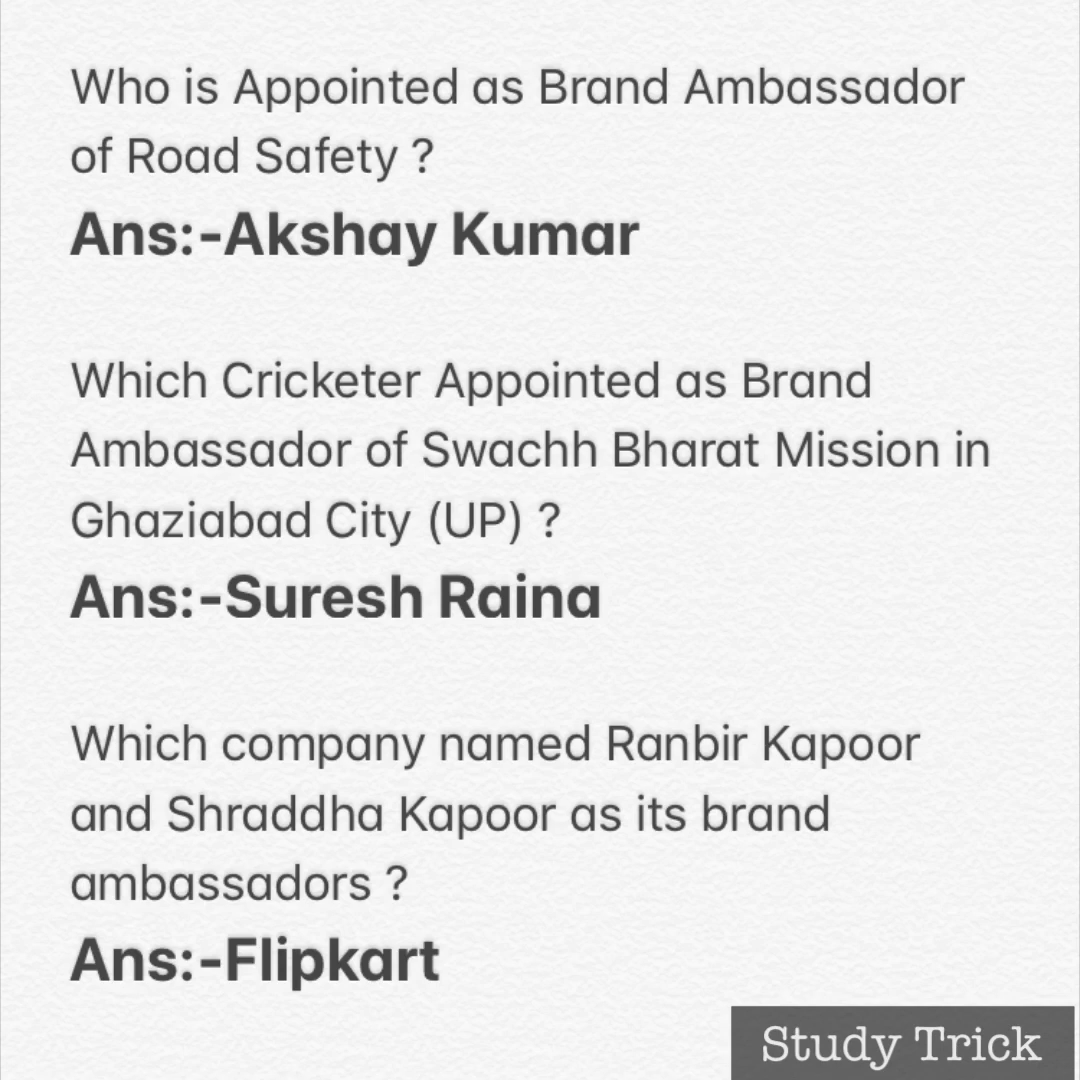 Who is Appointed as Brand Ambassador
of Road Safety ?
Ans:-Akshay Kumar
Which Cricketer Appointed as Brand
Ambassador of Swachh Bharat Mission in
Ghaziabad City (UP) ?
Ans:-Suresh Raina
Which company named Ranbir Kapoor
and Shraddha Kapoor as its brand
ambassadors ?
Ans:-Flipkart
Study Trick